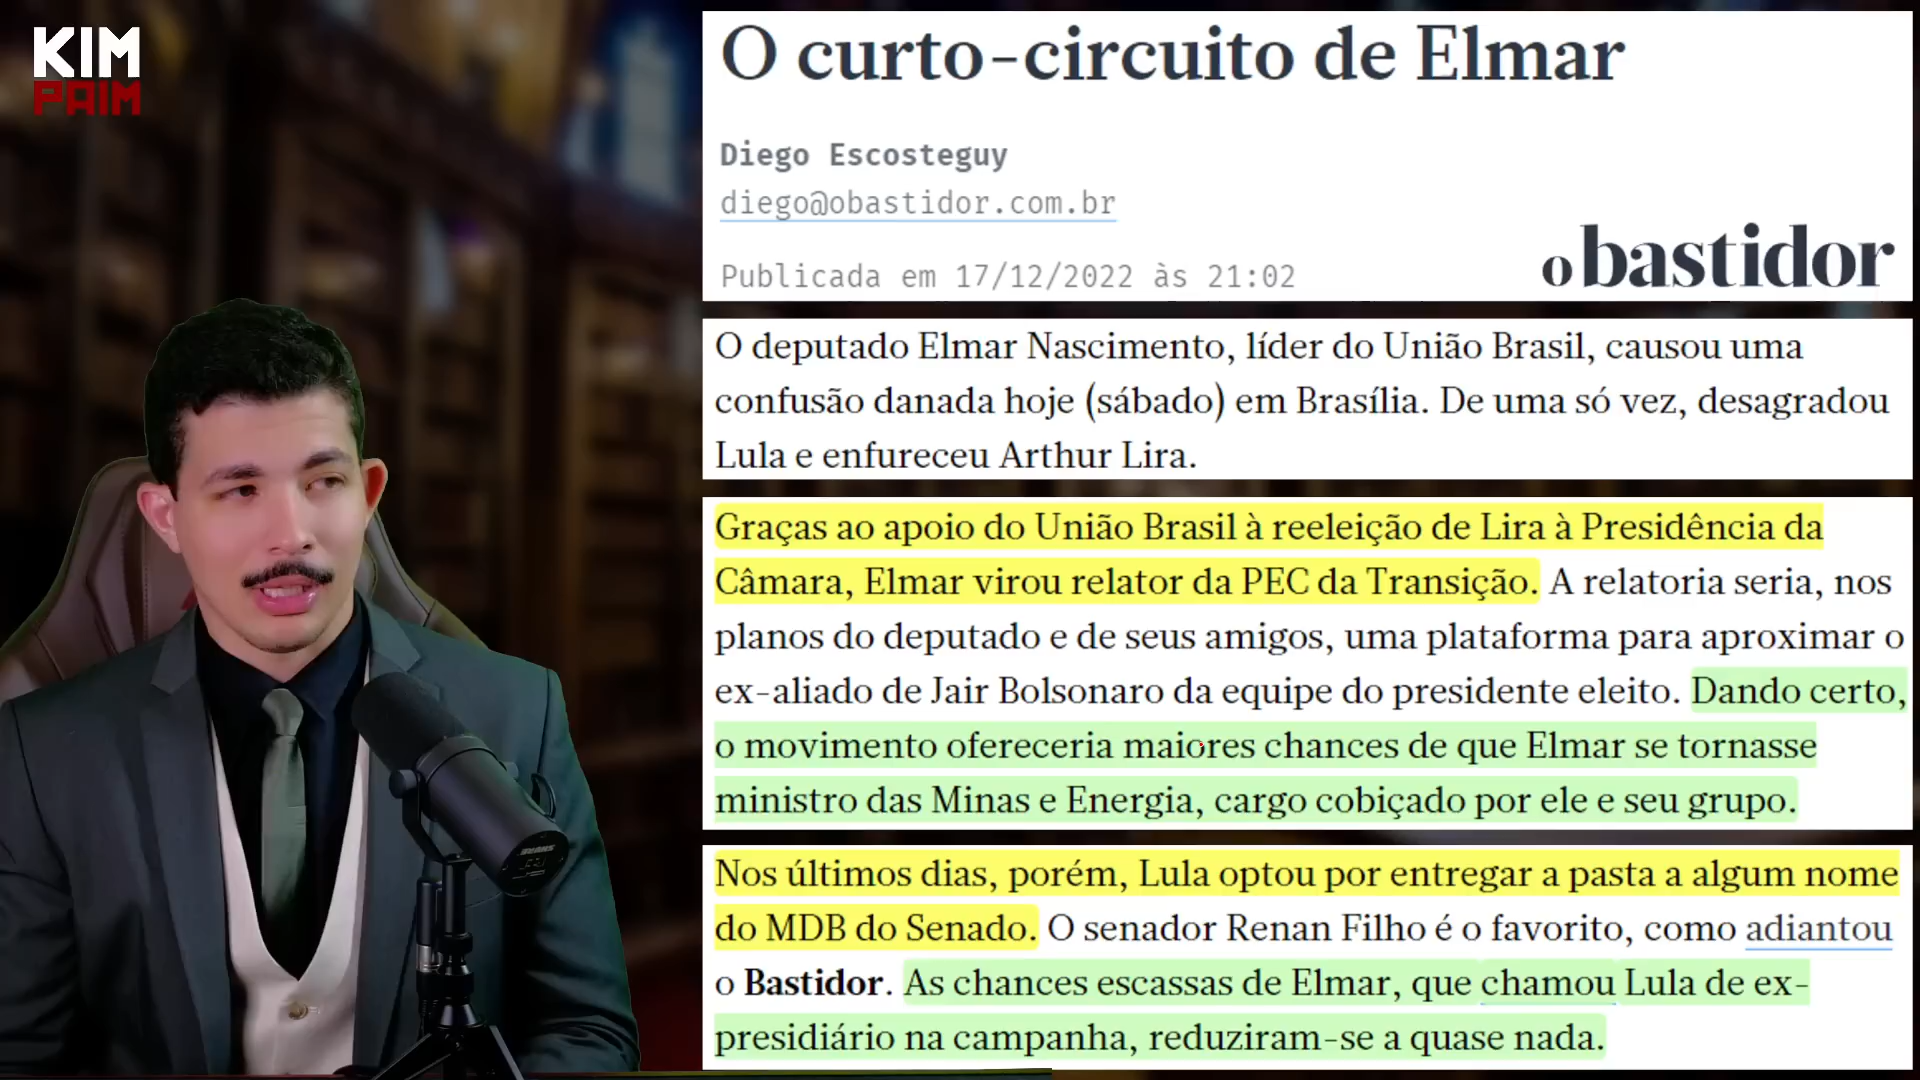 KIM
PAIM
O curto-circuito de Elmar
Diego Escosteguy
diego@obastidor.com.br
Publicada em 17/12/2022 às 21:02
o bastidor
O deputado Elmar Nascimento, líder do União Brasil, causou uma
confusão danada hoje (sábado) em Brasília. De uma só vez, desagradou
Lula e enfureceu Arthur Lira.
Graças ao apoio do União Brasil à reeleição de Lira à Presidência da
Câmara, Elmar virou relator da PEC da Transição. A relatoria seria, nos
planos do deputado e de seus amigos, uma plataforma para aproximar o
ex-aliado de Jair Bolsonaro da equipe do presidente eleito. Dando certo,
o movimento ofereceria maiores chances de que Elmar se tornasse
ministro das Minas e Energia, cargo cobiçado por ele e seu grupo.
Nos últimos dias, porém, Lula optou por entregar a pasta a algum nome
do MDB do Senado. O senador Renan Filho é o favorito, como adiantou
o Bastidor. As chances escassas de Elmar, que chamou Lula de ex-
presidiário na campanha, reduziram-se a quase nada.